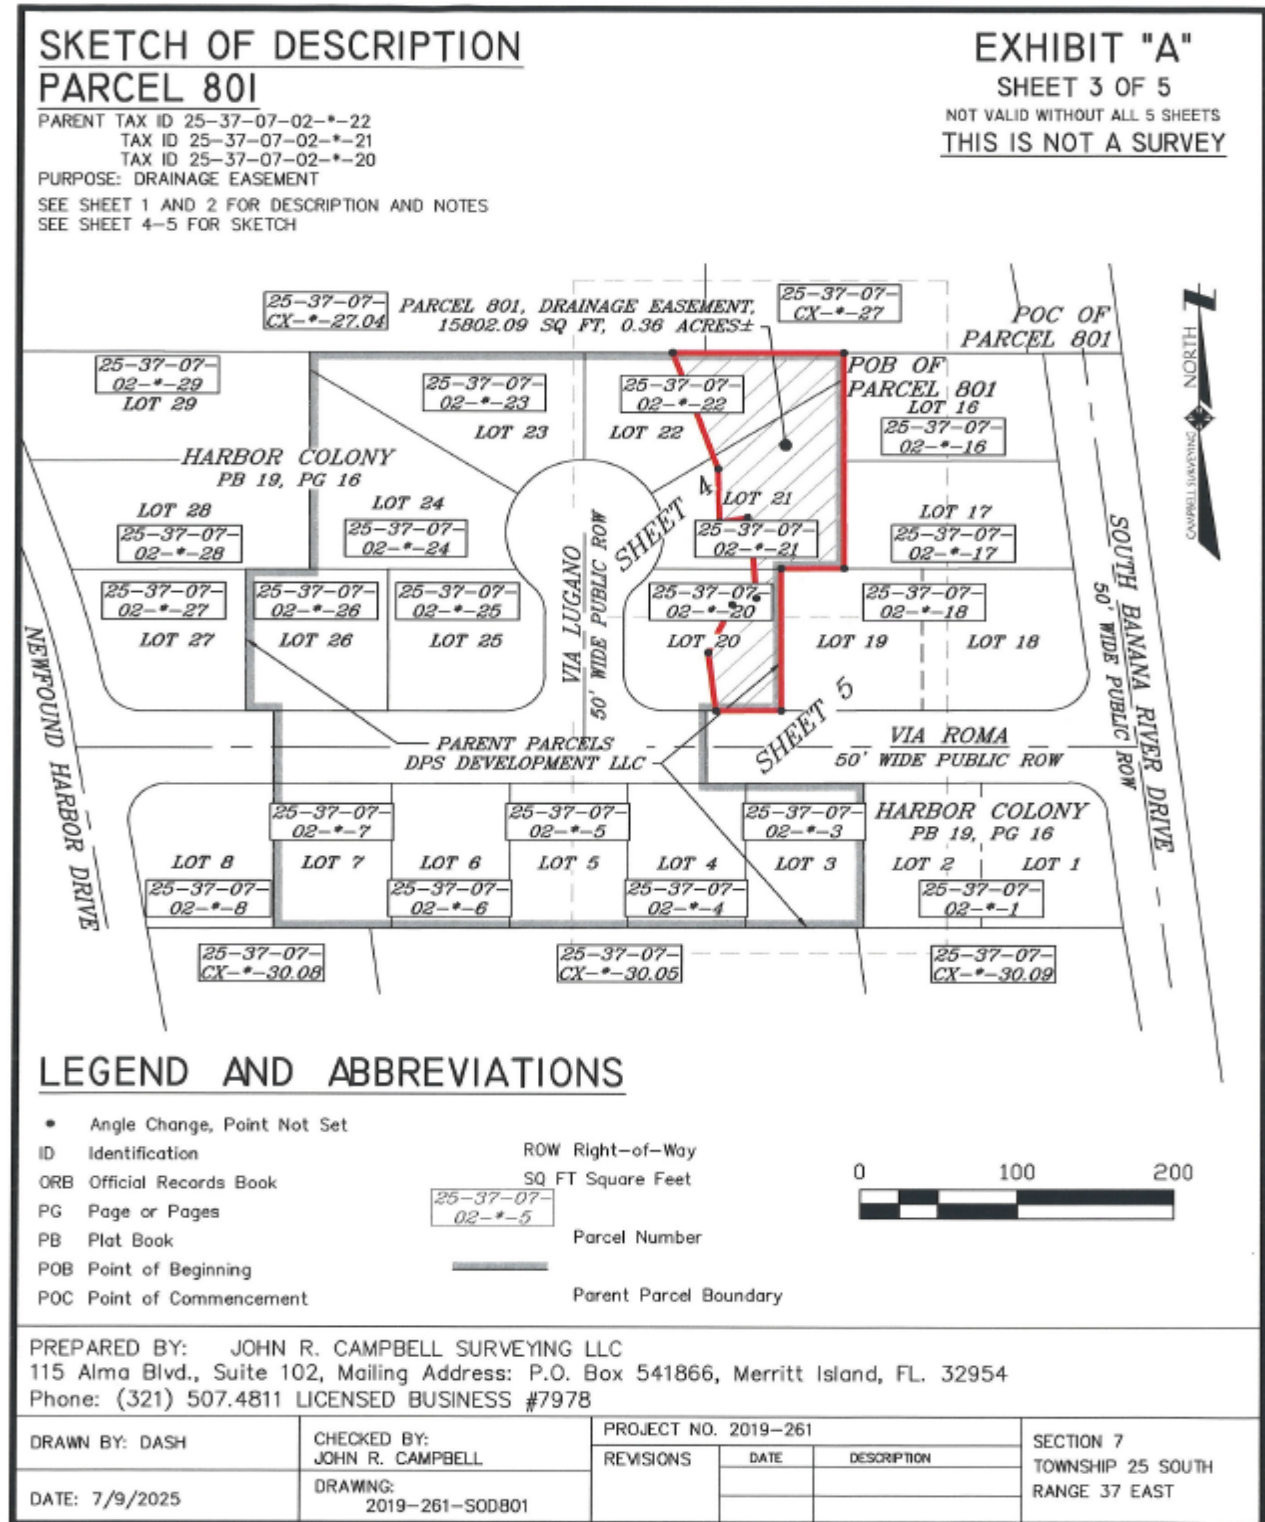 SKETCH OF DESCRIPTION
PARCEL 801
PARENT TAX ID 25-37-07-02-*-22
TAX ID 25-37-07-02-*-21
TAX ID 25-37-07-02-*-20
PURPOSE: DRAINAGE EASEMENT
SEE SHEET 1 AND 2 FOR DESCRIPTION AND NOTES
SEE SHEET 4-5 FOR SKETCH
EXHIBIT "A"
SHEET 3 OF 5
NOT VALID WITHOUT ALL 5 SHEETS
THIS IS NOT A SURVEY
25-37-07-
CX-*-27.04
PARCEL 801, DRAINAGE EASEMENT,
15802.09 SQ FT, 0.36 ACRES±
25-37-07-
CX-*-27
POC OF
PARCEL 801
NORTH
CAMPBELL SURVEYING
25-37-07-
02-*-29
LOT 29
25-37-07-
02-*-23
LOT 23
25-37-07-
02-*-22
LOT 22
POB OF
PARCEL 801
LOT 16
25-37-07-
02-*-16
HARBOR COLONY
PB 19, PG 16
LOT 28
25-37-07-
02-*-28
LOT 24
25-37-07-
02-*-24
SHEET 4
LOT 21
25-37-07-
02-*-21
LOT 17
25-37-07-
02-*-17
25-37-07-
02-*-27
LOT 27
25-37-07-
02-*-26
LOT 26
25-37-07-
02-*-25
LOT 25
VIA LUGANO
50' WIDE PUBLIC ROW
25-37-07-
02-*-20
LOT 20
25-37-07-
02-*-18
LOT 19
LOT 18
SOUTH BANANA RIVER DRIVE
50' WIDE PUBLIC ROW
NEWFOUND HARBOR DRIVE
PARENT PARCELS
DPS DEVELOPMENT LLC
SHEET 5
VIA ROMA
50' WIDE PUBLIC ROW
25-37-07-
02-*-7
25-37-07-
02-*-5
25-37-07-
02-*-3
HARBOR COLONY
PB 19, PG 16
LOT 8
LOT 7
LOT 6
LOT 5
LOT 4
LOT 3
LOT 2
LOT 1
25-37-07-
02-*-8
25-37-07-
02-*-6
25-37-07-
02-*-4
25-37-07-
02-*-1
25-37-07-
CX-*-30.08
25-37-07-
CX-*-30.05
25-37-07-
CX-*-30.09
LEGEND AND ABBREVIATIONS
• Angle Change, Point Not Set
ID Identification
ORB Official Records Book
PG Page or Pages
PB Plat Book
POB Point of Beginning
POC Point of Commencement
ROW Right-of-Way
SQ FT Square Feet
25-37-07-
02-*-5
Parcel Number
Parent Parcel Boundary
0 100 200
PREPARED BY: JOHN R. CAMPBELL SURVEYING LLC
115 Alma Blvd., Suite 102, Mailing Address: P.O. Box 541866, Merritt Island, FL. 32954
Phone: (321) 507.4811 LICENSED BUSINESS #7978
DRAWN BY: DASH
DATE: 7/9/2025
CHECKED BY:
JOHN R. CAMPBELL
DRAWING:
2019-261-SOD801
PROJECT NO. 2019-261
REVISIONS DATE DESCRIPTION
SECTION 7
TOWNSHIP 25 SOUTH
RANGE 37 EAST